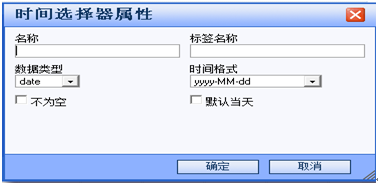 时间选择器属性
名称 标签名称
数据类型 时间格式
date yyyy-MM-dd
不为空 默认当天
确定 取消